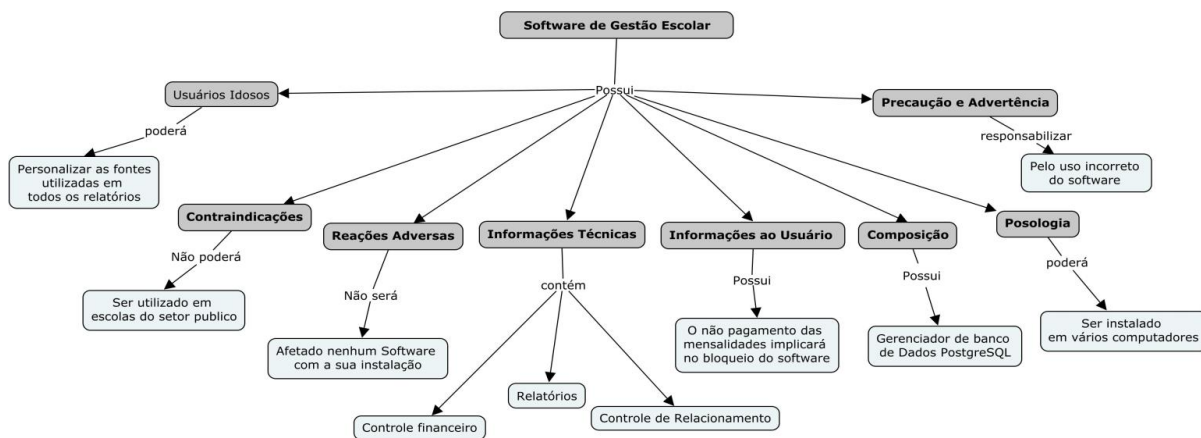 Software de Gestão Escolar
Possui
Usuários Idosos
poderá
Personalizar as fontes
utilizadas em
todos os relatórios
Precaução e Advertência
responsabilizar
Pelo uso incorreto
do software
Contraindicações
Não poderá
Ser utilizado em
escolas do setor publico
Reações Adversas
Não será
Afetado nenhum Software
com a sua instalação
Informações Técnicas
contém
Controle financeiro
Relatórios
Controle de Relacionamento
Informações ao Usuário
Possui
O não pagamento das
mensalidades implicará
no bloqueio do software
Composição
Possui
Gerenciador de banco
de Dados PostgreSQL
Posologia
poderá
Ser instalado
em vários computadores